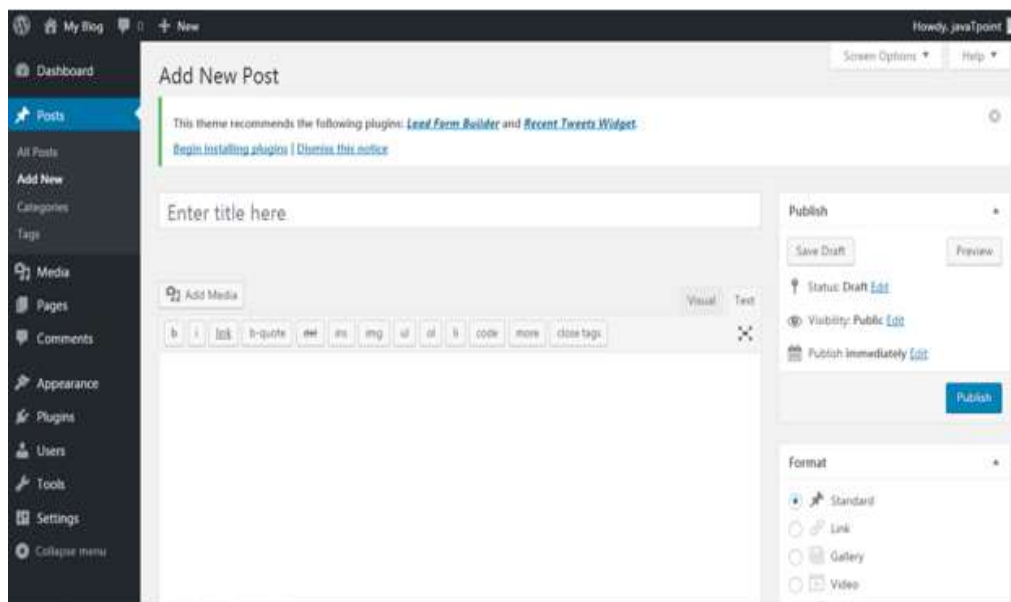 My Blog 0 + New Howdy, javaTpoint
Screen Options Help
Dashboard
Posts
All Posts
Add New
Categories
Tags
Media
Pages
Comments
Appearance
Plugins
Users
Tools
Settings
Collapse menu
Add New Post
This theme recommends the following plugins: Lead Form Builder and Recent Tweets Widget.
Begin installing plugins | Dismiss this notice
Enter title here
Add Media
Visual Text
b i link b-quote del ins img ul ol li code more close tags
Publish
Save Draft Preview
Status: Draft Edit
Visibility: Public Edit
Publish immediately Edit
Publish
Format
Standard
Link
Gallery
Video